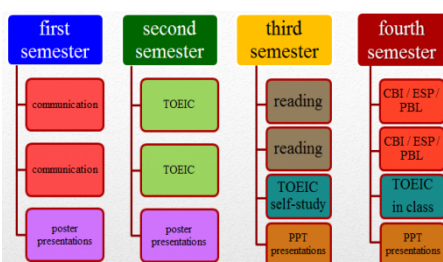 first
semester
communication
communication
poster
presentations
second
semester
TOEIC
TOEIC
poster
presentations
third
semester
reading
reading
TOEIC
self-study
PPT
presentations
fourth
semester
CBI / ESP /
PBL
CBI / ESP /
PBL
TOEIC
in class
PPT
presentations